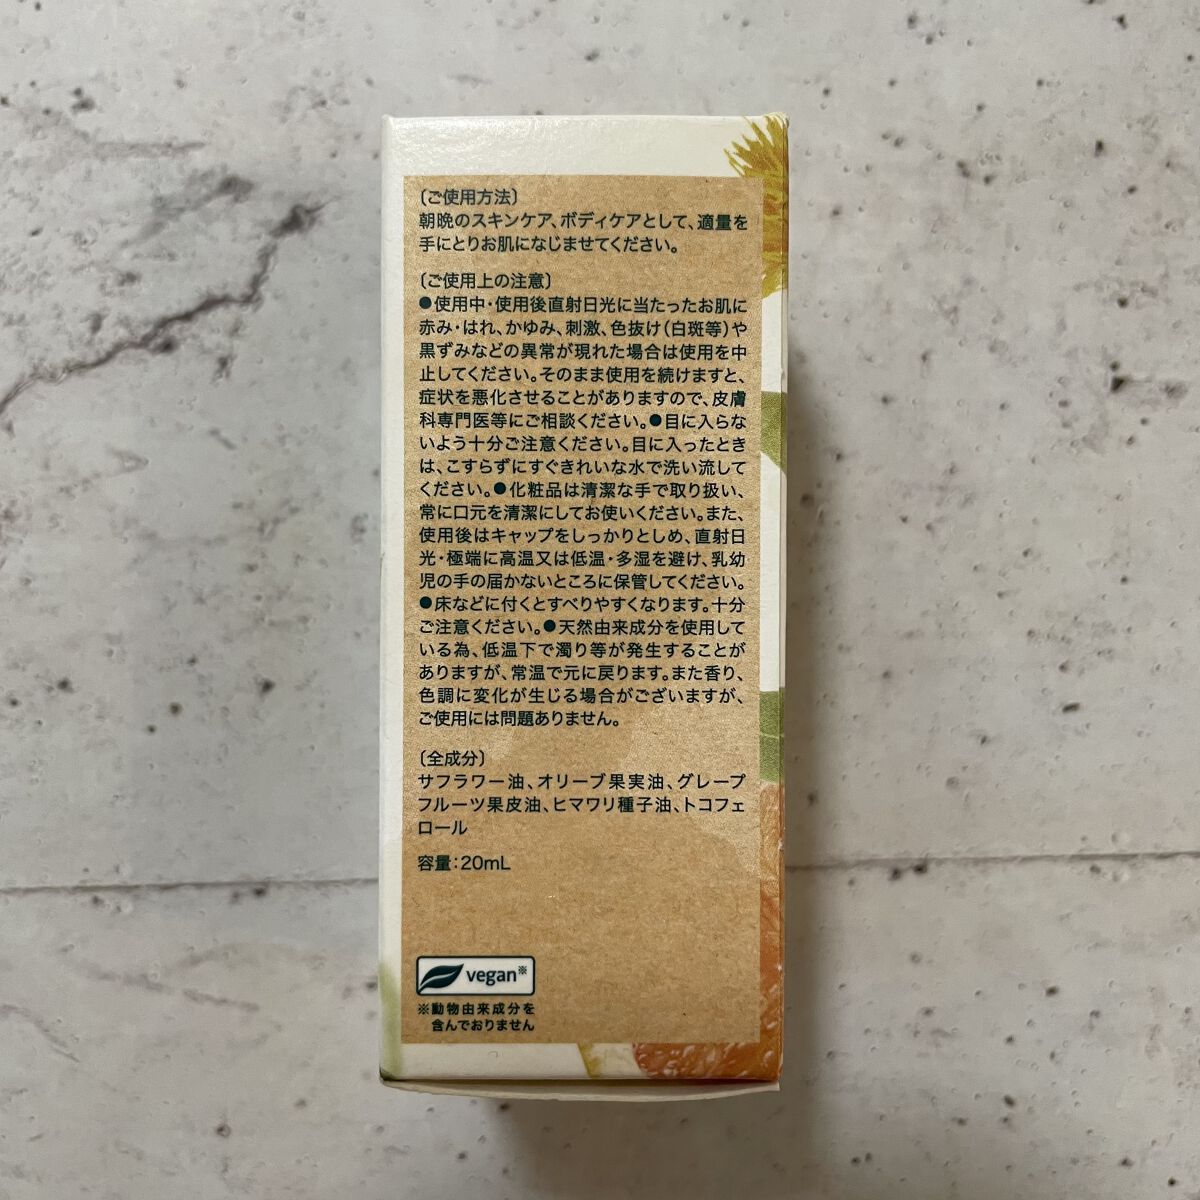 〔ご使用方法〕
朝晩のスキンケア、ボディケアとして、適量を
手にとりお肌になじませてください。
〔ご使用上の注意〕
●使用中・使用後直射日光に当たったお肌に
赤み・はれ、かゆみ、刺激、色抜け(白斑等)や
黒ずみなどの異常が現れた場合は使用を中
止してください。そのまま使用を続けますと、
症状を悪化させることがありますので、皮膚
科専門医等にご相談ください。●目に入らな
いよう十分ご注意ください。目に入ったとき
は、こすらずにすぐきれいな水で洗い流して
ください。●化粧品は清潔な手で取り扱い、
常に口元を清潔にしてお使いください。また、
使用後はキャップをしっかりとしめ、直射日
光・極端に高温又は低温・多湿を避け、乳幼
児の手の届かないところに保管してください。
●床などに付くとすべりやすくなります。十分
ご注意ください。●天然由来成分を使用して
いる為、低温下で濁り等が発生することが
ありますが、常温で元に戻ります。また香り、
色調に変化が生じる場合がございますが、
ご使用には問題ありません。
〔全成分〕
サフラワー油、オリーブ果実油、グレープ
フルーツ果皮油、ヒマワリ種子油、トコフェ
ロール
容量：20mL
vegan※
※動物由来成分を
含んでおりません